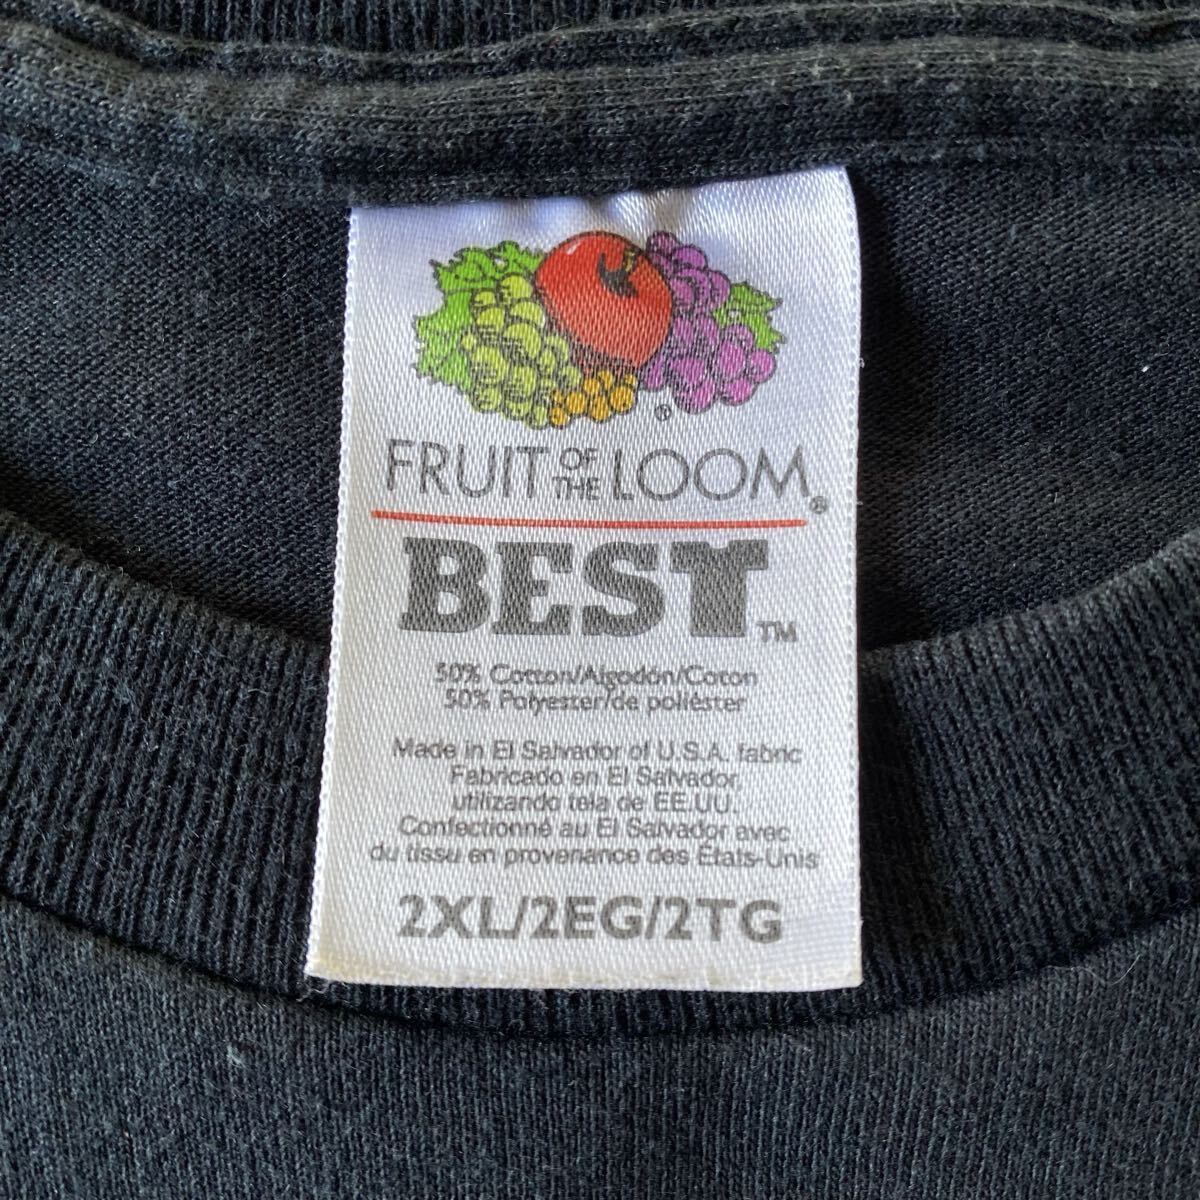 ®
FRUIT OF THE LOOM®
BEST™
50% Cotton/Algodón/Coton
50% Polyester/de poliéster
Made in El Salvador of U.S.A. fabric
Fabricado en El Salvador
utilizando tela de EE.UU.
Confectionné au El Salvador avec
du tissu en provenance des États-Unis
2XL/2EG/2TG